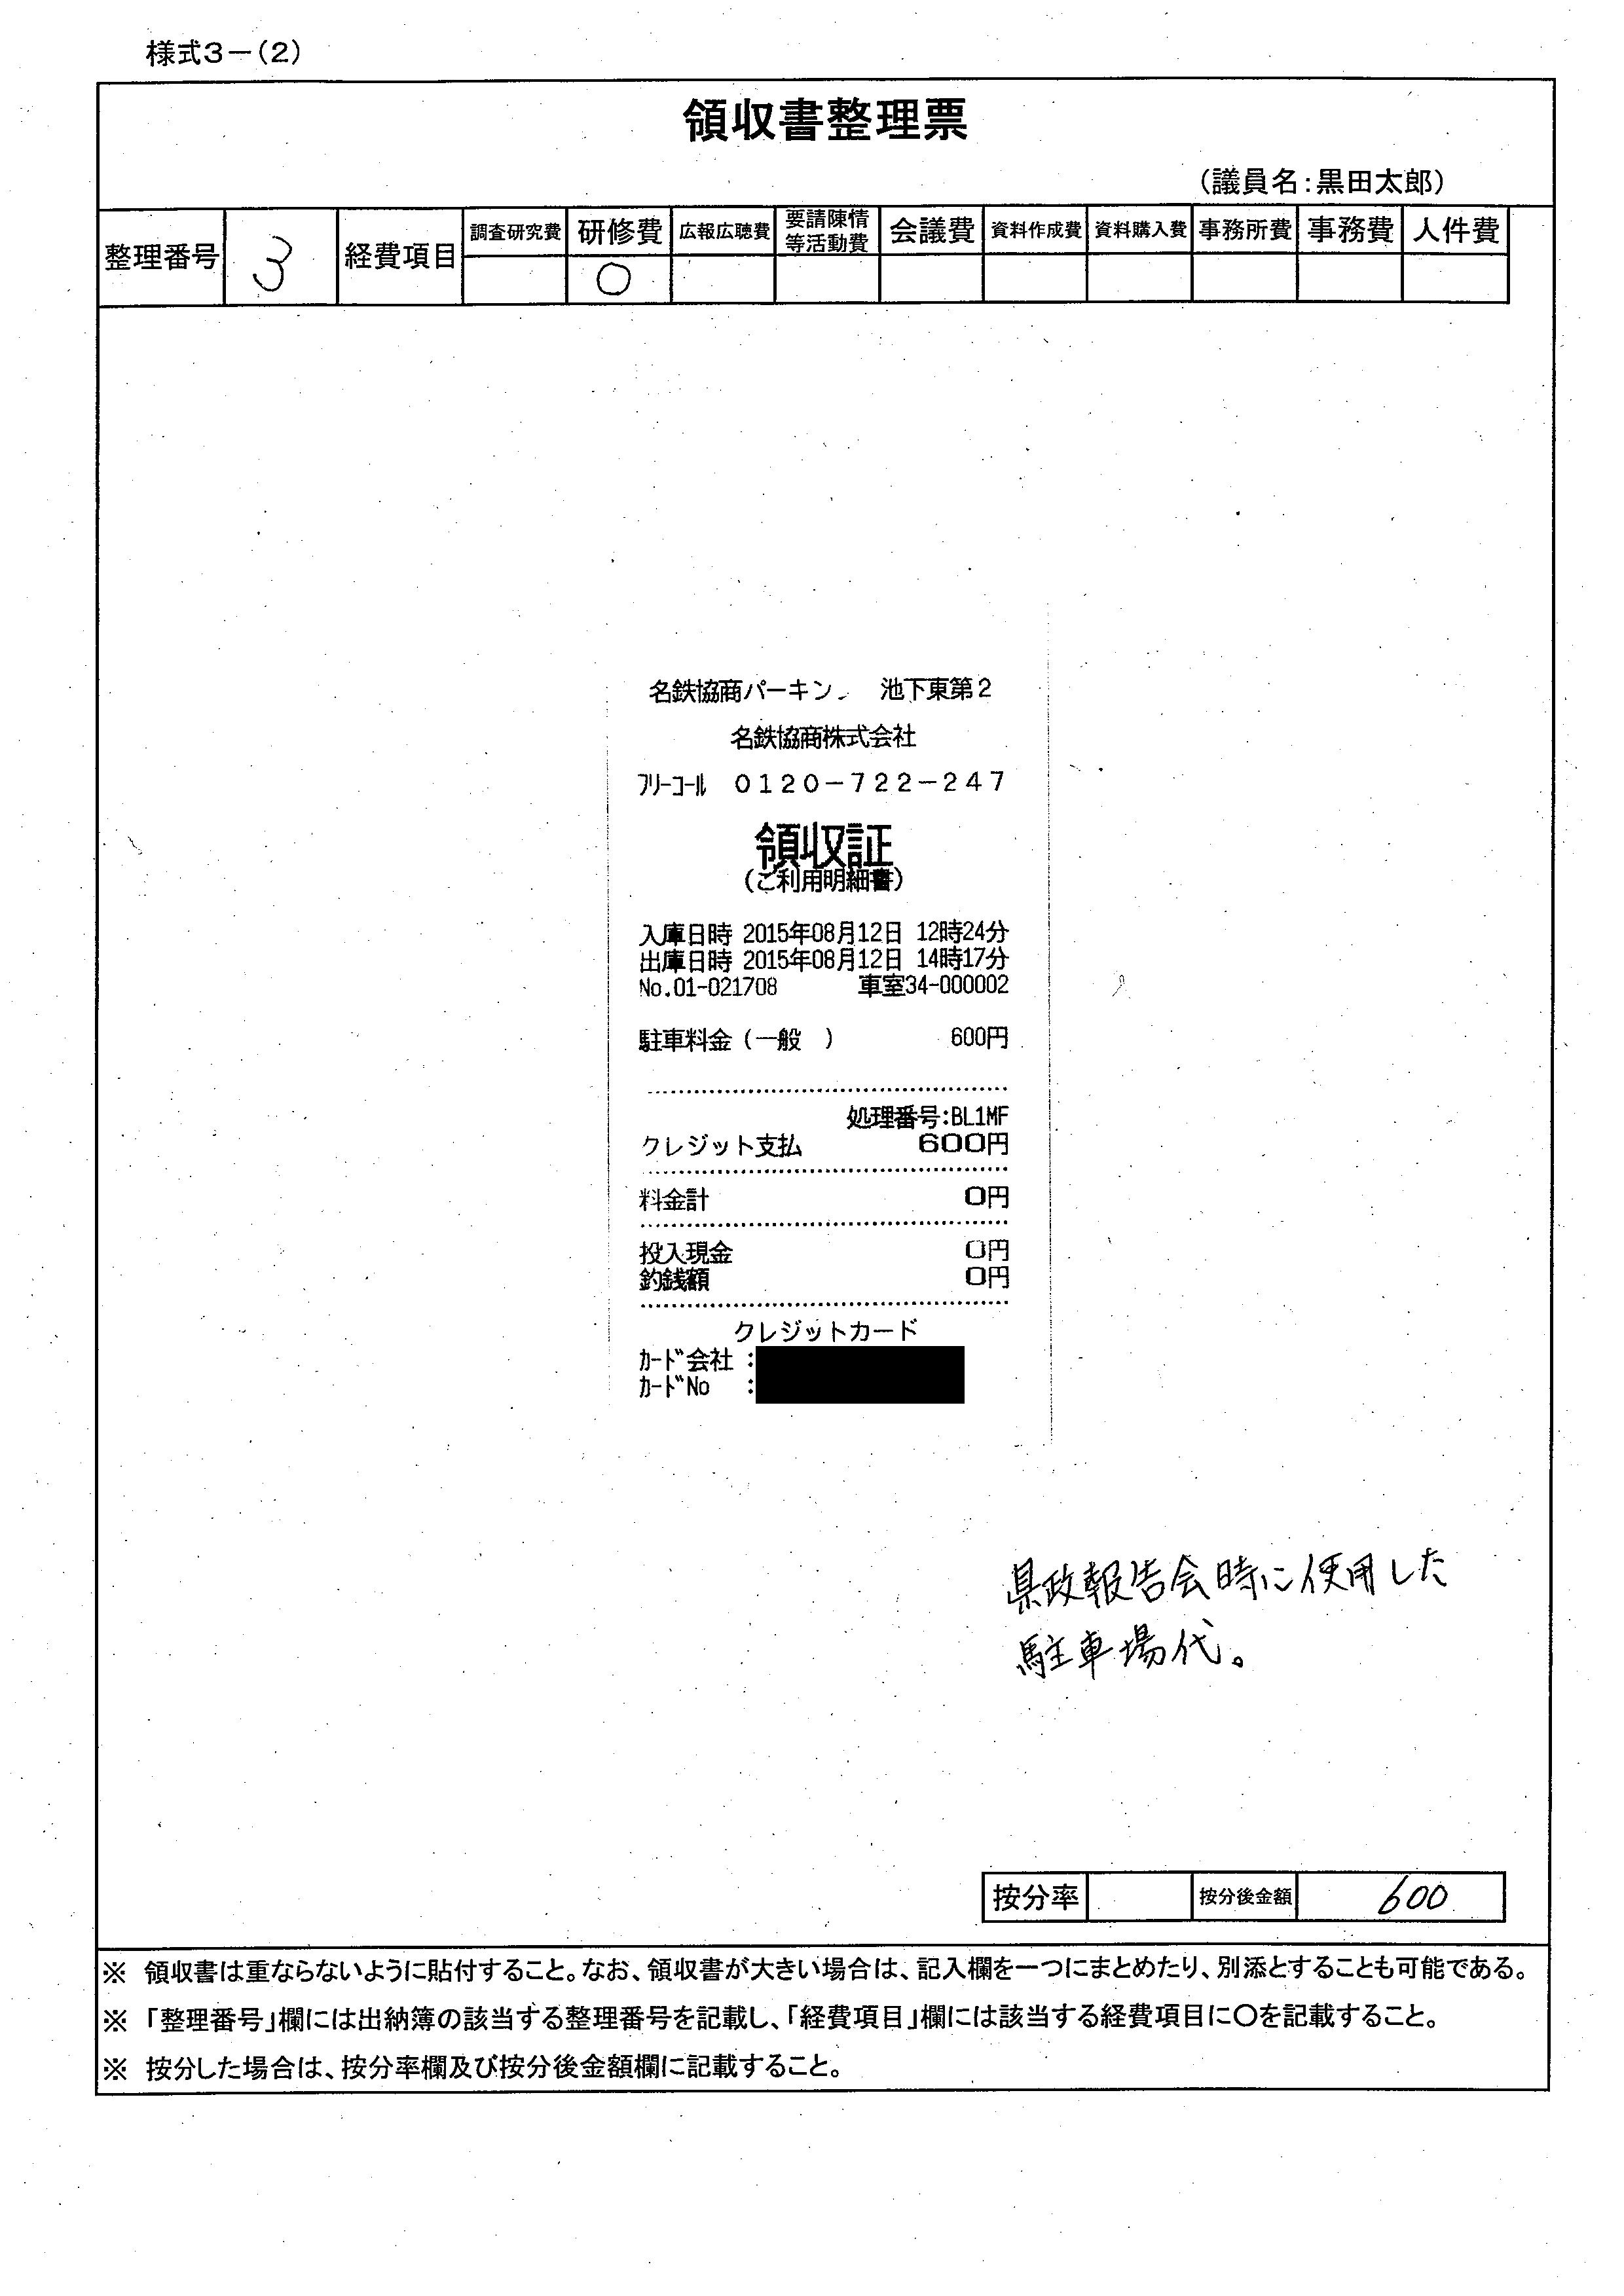 様式３－(２)
領収書整理票
(議員名:黒田太郎)
整理番号 3 経費項目 調査研究費 研修費 広報広聴費 要請陳情等活動費 会議費 資料作成費 資料購入費 事務所費 事務費 人件費
○
名鉄協商パーキン 池下東第２
名鉄協商株式会社
ﾌﾘｰｺｰﾙ ０１２０－７２２－２４７
領収証
(ご利用明細書)
入庫日時 2015年08月12日 12時24分
出庫日時 2015年08月12日 14時17分
No.01-021708 車室34-000002
駐車料金(一般 ) 600円
処理番号:BL1MF
クレジット支払 600円
料金計 0円
投入現金 0円
釣銭額 0円
クレジットカード
ｶｰﾄﾞ会社 :
ｶｰﾄﾞNo :
県政報告会時に使用した
駐車場代。
按分率 按分後金額 600
※ 領収書は重ならないように貼付すること。なお、領収書が大きい場合は、記入欄を一つにまとめたり、別添とすることも可能である。
※ 「整理番号」欄には出納簿の該当する整理番号を記載し、「経費項目」欄には該当する経費項目に○を記載すること。
※ 按分した場合は、按分率欄及び按分後金額欄に記載すること。